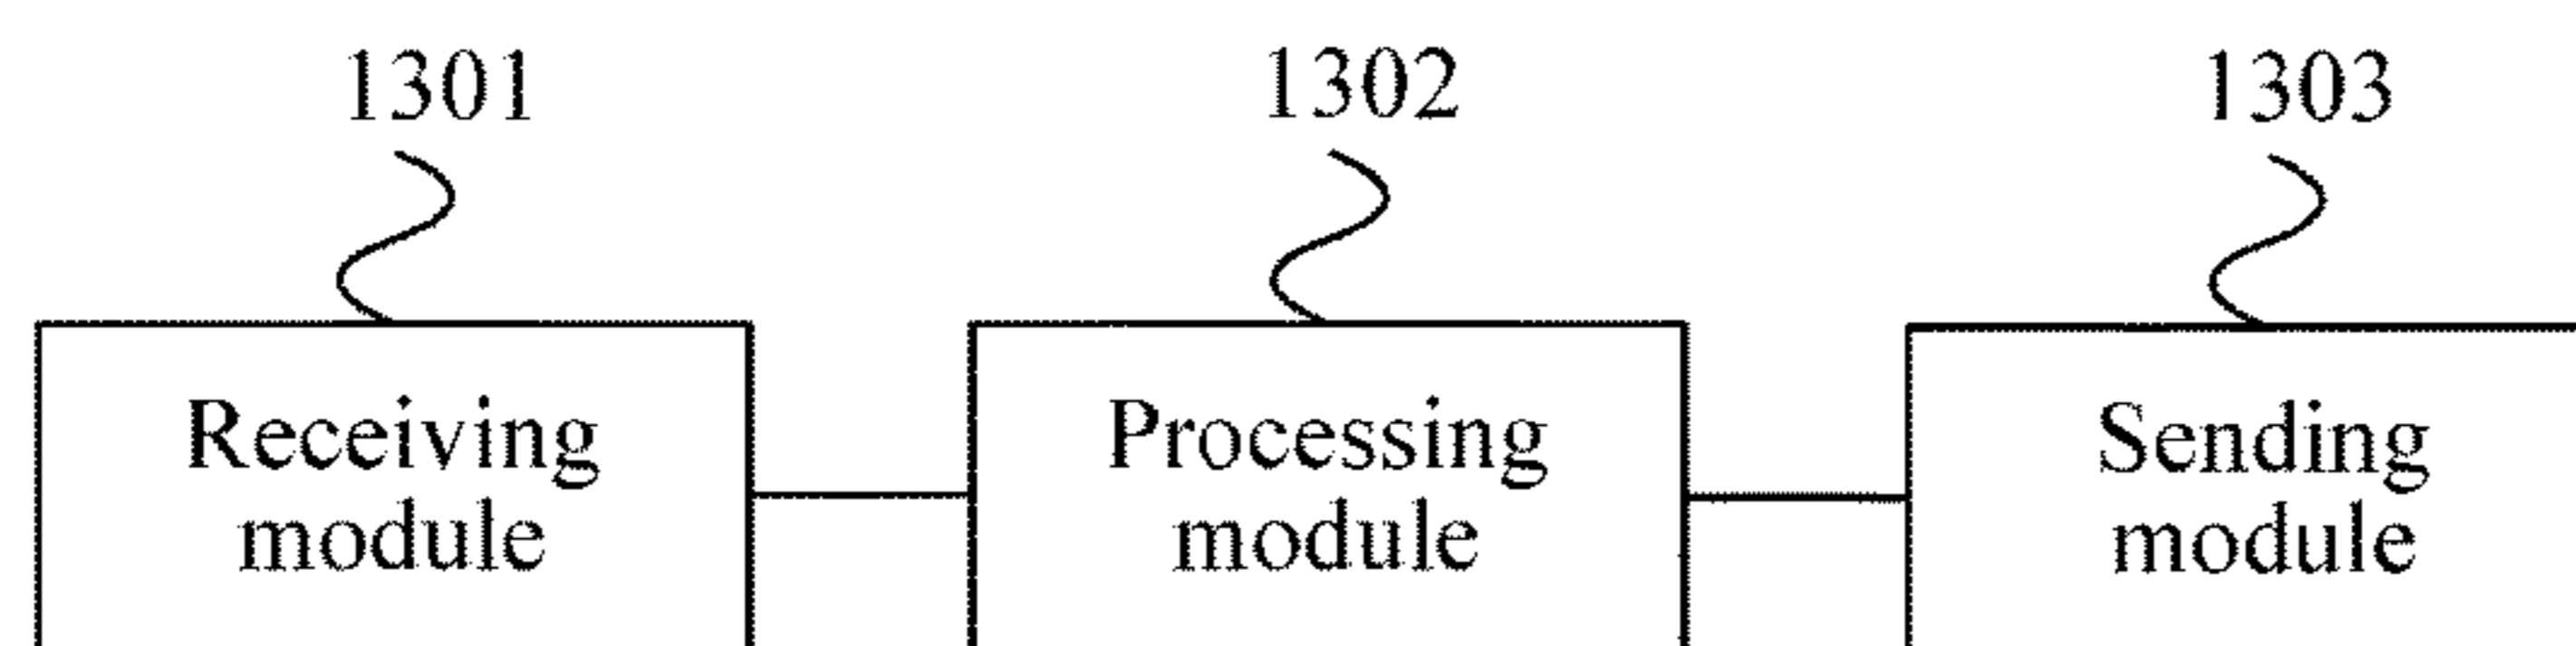 1301
1302
1303
Receiving
module
Processing
module
Sending
module